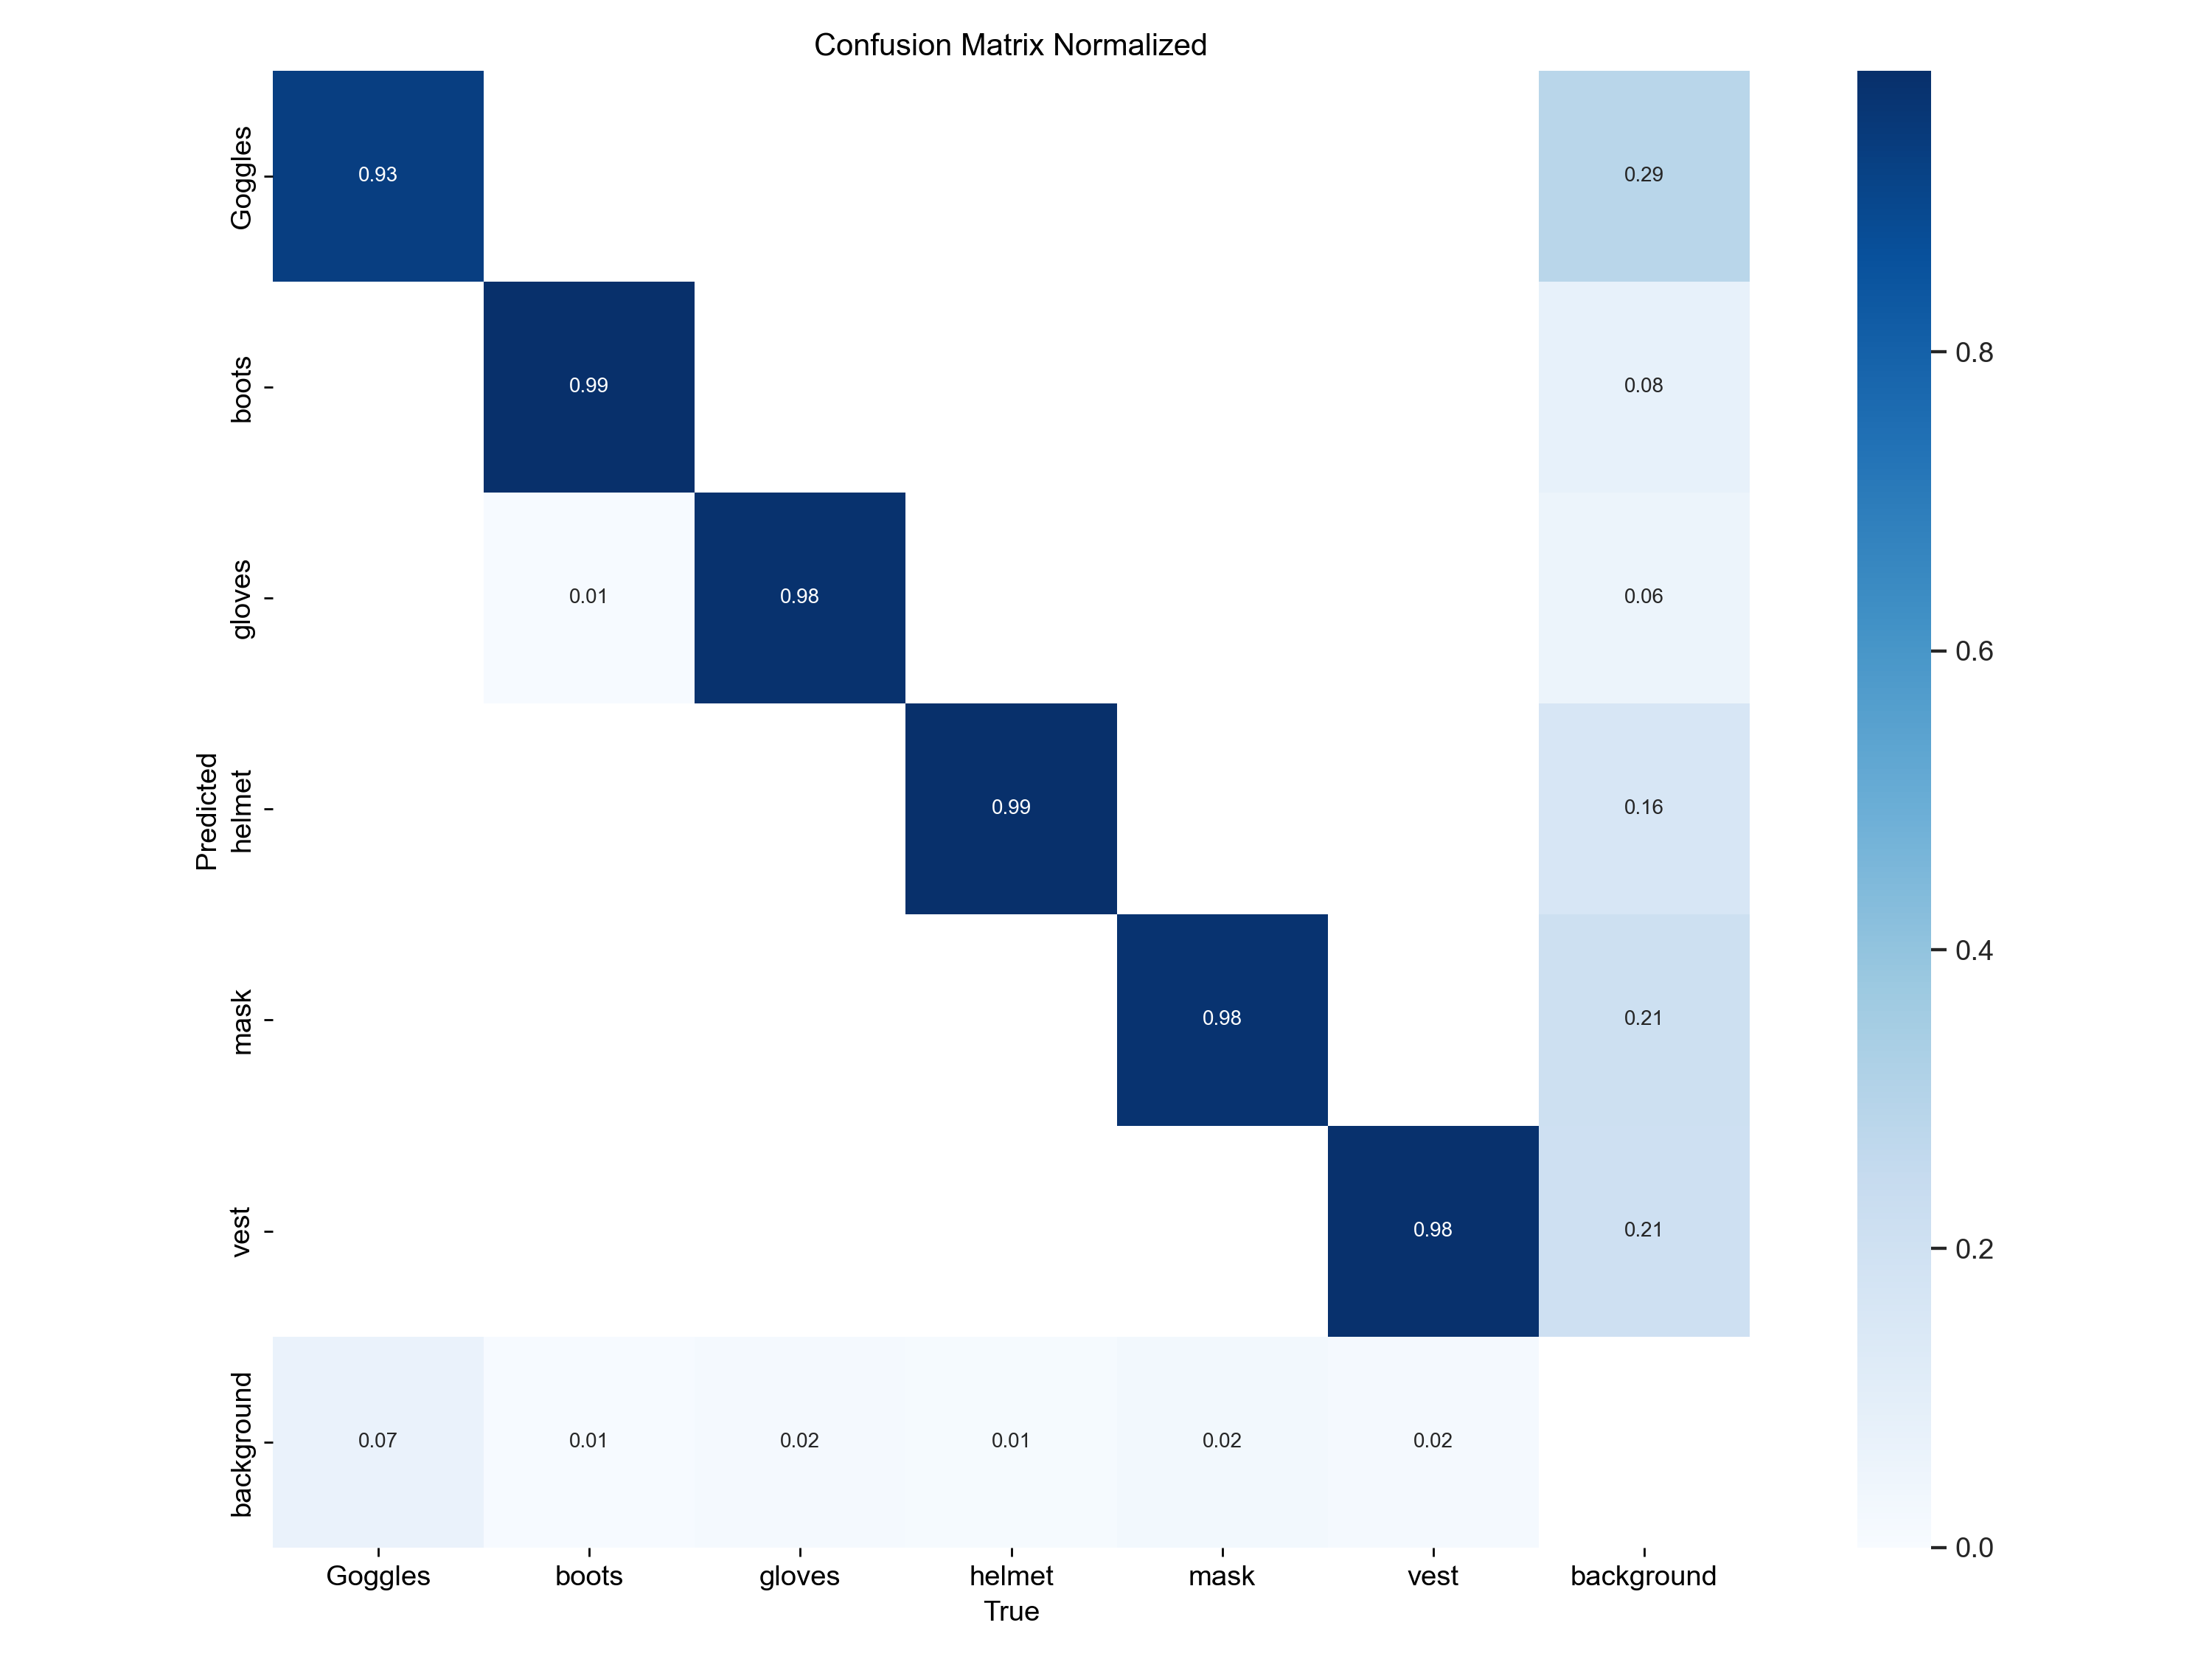 Confusion Matrix Normalized
Goggles
0.93
0.29
boots
0.99
0.08
gloves
0.01
0.98
0.06
Predicted
helmet
0.99
0.16
mask
0.98
0.21
vest
0.98
0.21
background
0.07
0.01
0.02
0.01
0.02
0.02
Goggles
boots
gloves
helmet
mask
vest
background
True
0.8
0.6
0.4
0.2
0.0